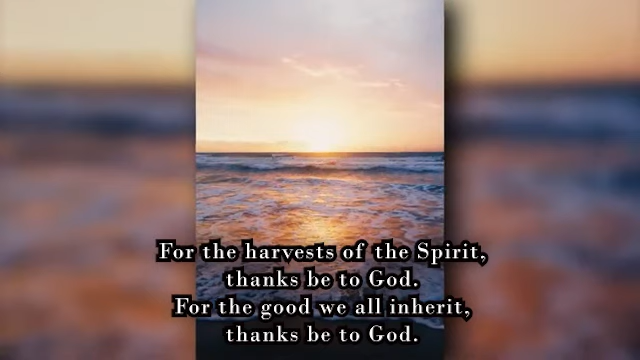 For the harvests of the Spirit,
thanks be to God.
For the good we all inherit,
thanks be to God.